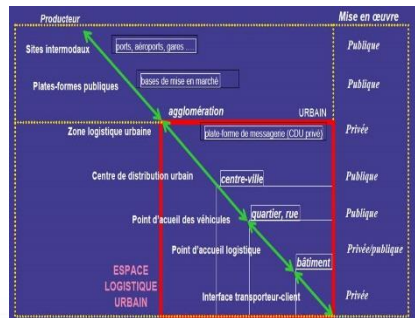 Producteur
Mise en œuvre
Sites intermodaux
ports, aéroports, gares ....
Publique
Plates-formes publiques
bases de mise en marché
Publique
agglomération
URBAIN
Zone logistique urbaine
plate-forme de messagerie (CDU privé)
Privée
Centre de distribution urbain
centre-ville
Publique
Point d'acueil des véhicules
quartier, rue
Publique
Point d'accueil logistique
Privée/publique
bâtiment
ESPACE
LOGISTIQUE
URBAIN
Interface transporteur-client
Privée